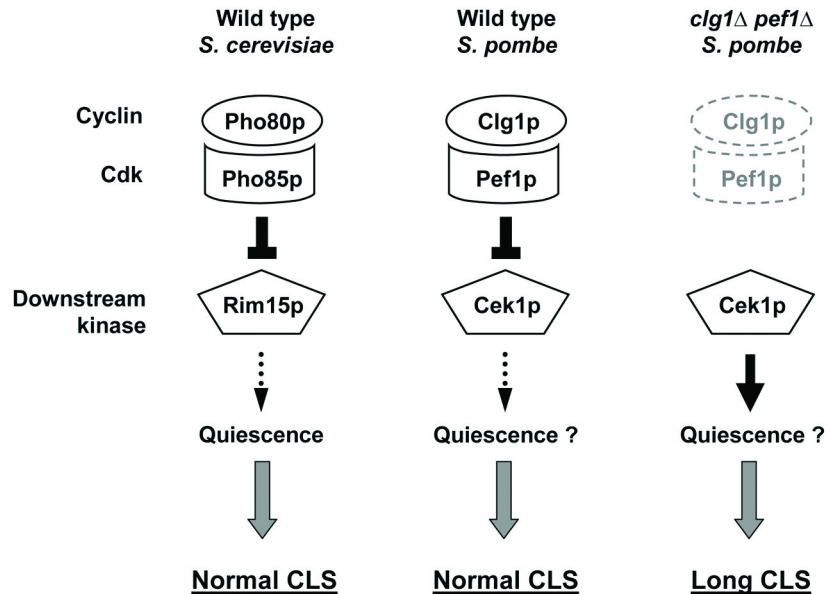 Wild type
S. cerevisiae
Wild type
S. pombe
clg1Δ pef1Δ
S. pombe
Cyclin
Pho80p
Clg1p
Clg1p
Cdk
Pho85p
Pef1p
Pef1p
Downstream
kinase
Rim15p
Cek1p
Cek1p
Quiescence
Quiescence ?
Quiescence ?
Normal CLS
Normal CLS
Long CLS